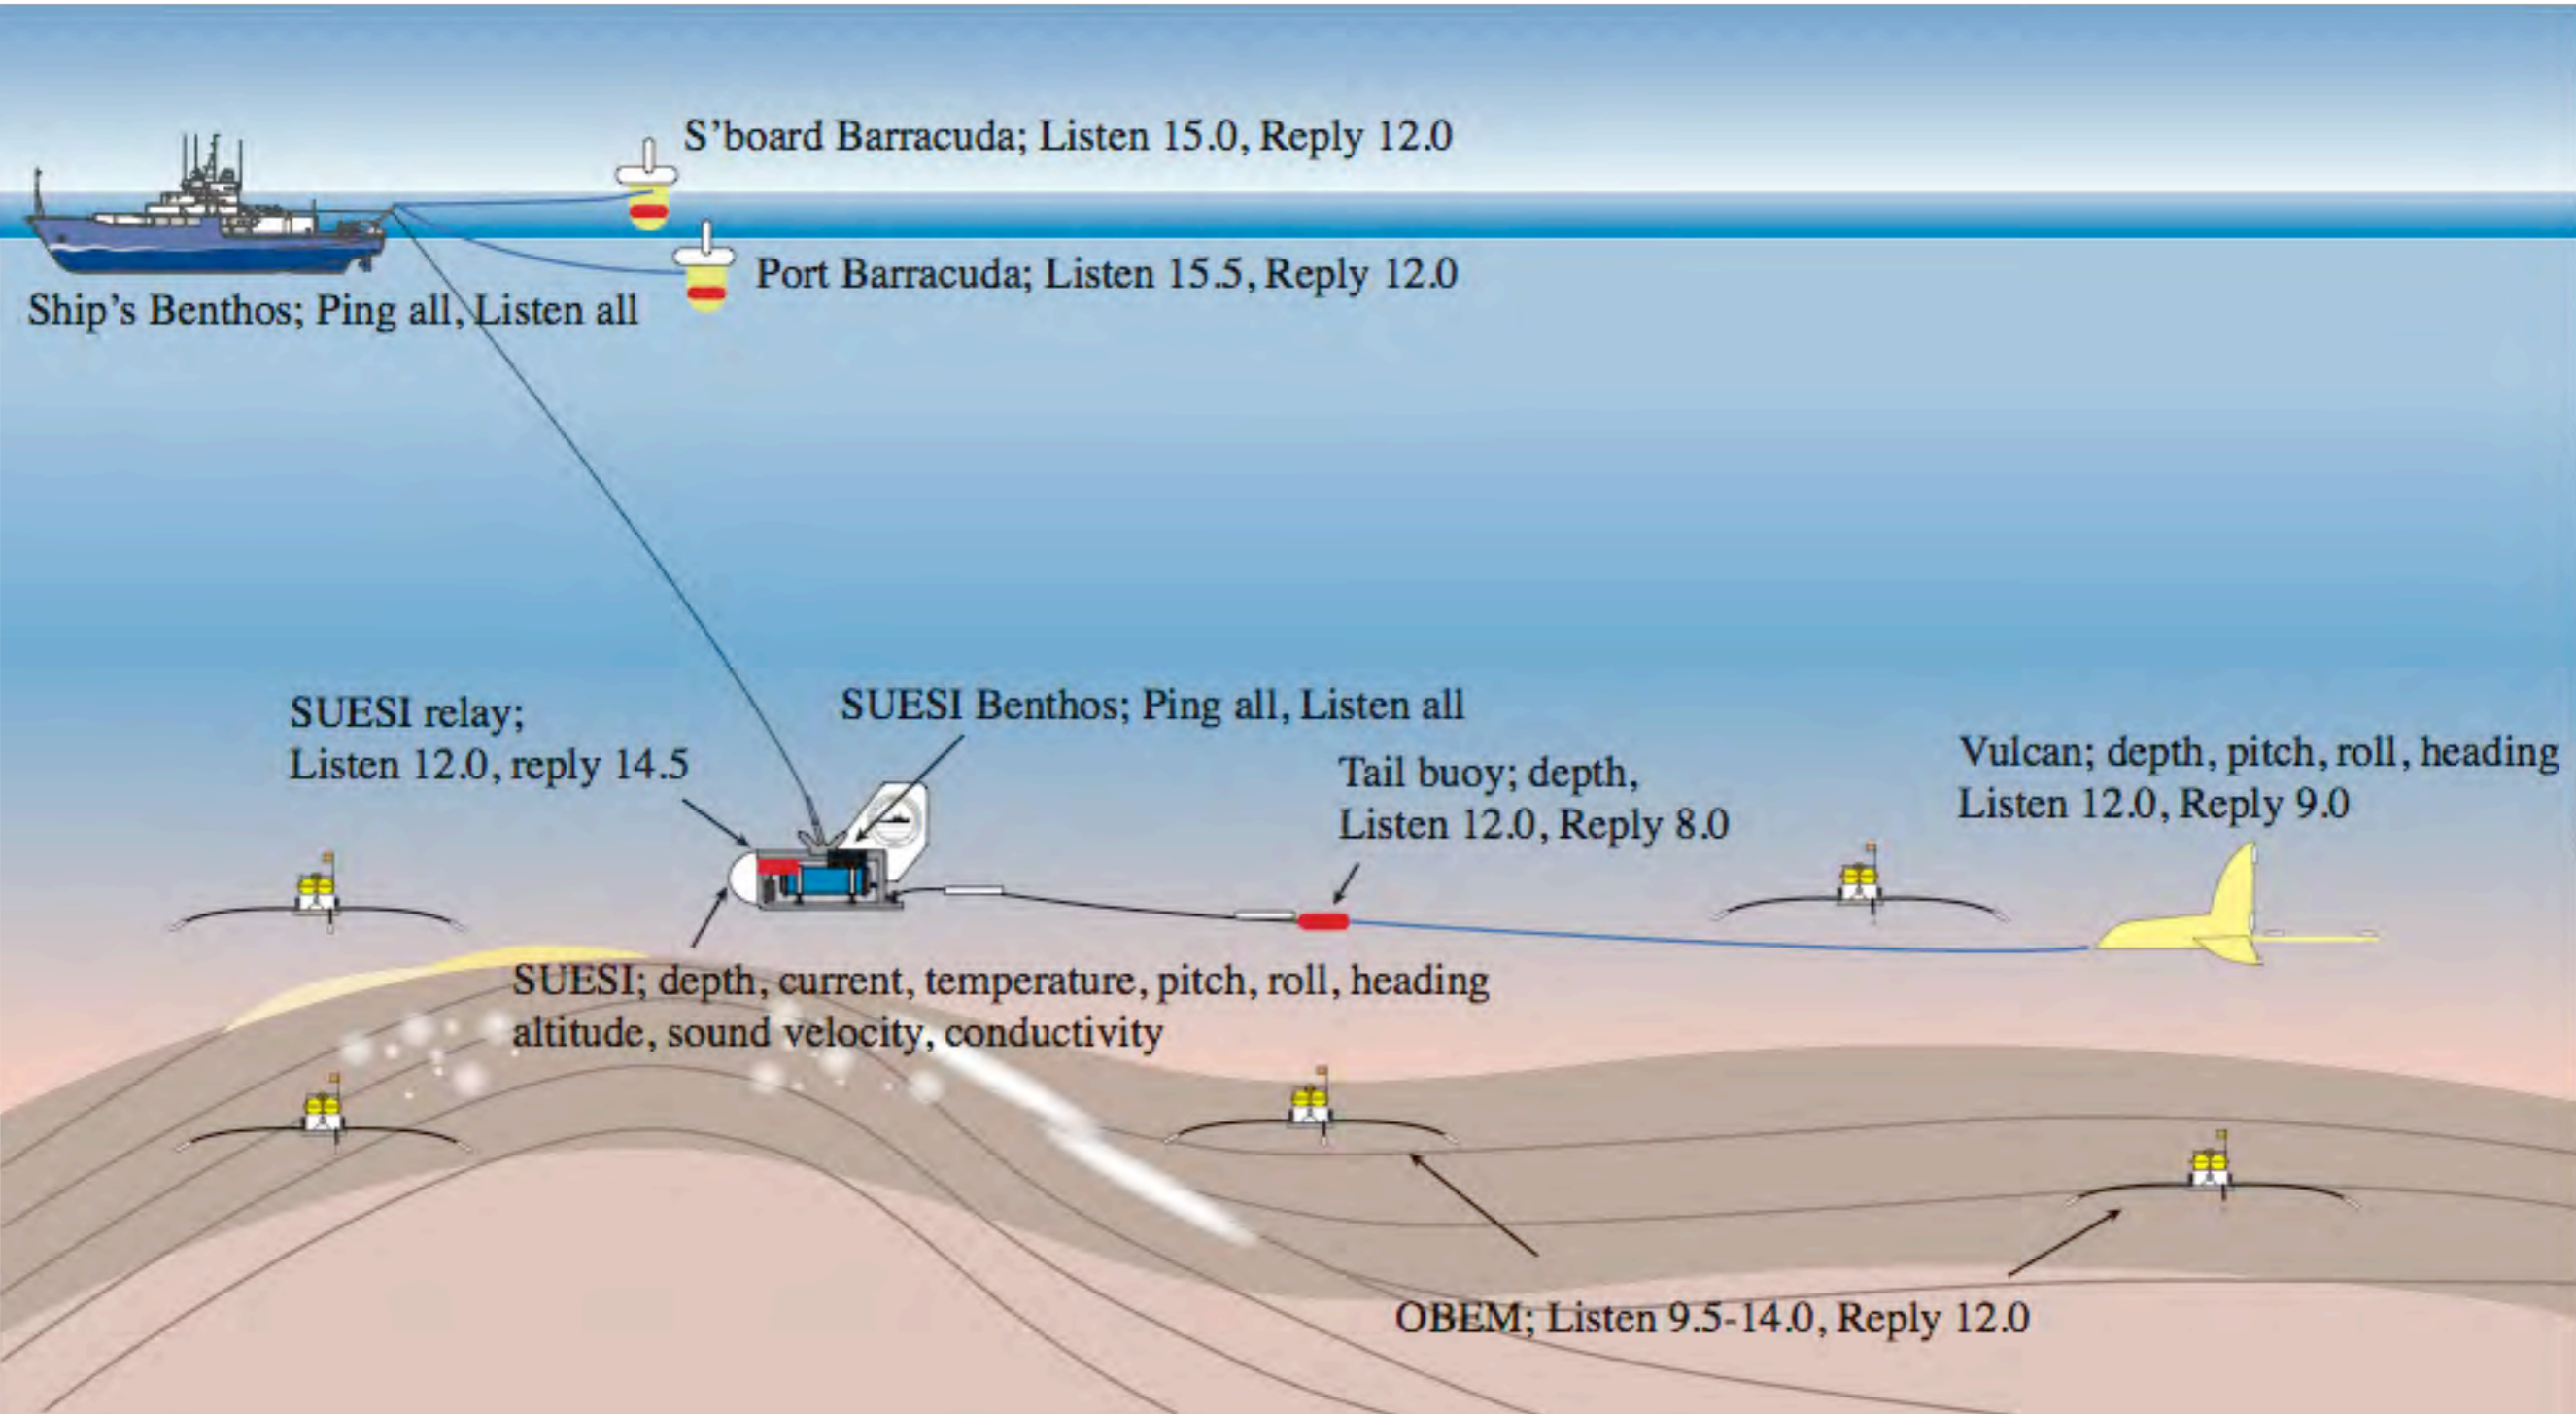 S’board Barracuda; Listen 15.0, Reply 12.0
Port Barracuda; Listen 15.5, Reply 12.0
Ship’s Benthos; Ping all, Listen all
SUESI relay;
Listen 12.0, reply 14.5
SUESI Benthos; Ping all, Listen all
Tail buoy; depth,
Listen 12.0, Reply 8.0
Vulcan; depth, pitch, roll, heading
Listen 12.0, Reply 9.0
SUESI; depth, current, temperature, pitch, roll, heading
altitude, sound velocity, conductivity
OBEM; Listen 9.5-14.0, Reply 12.0